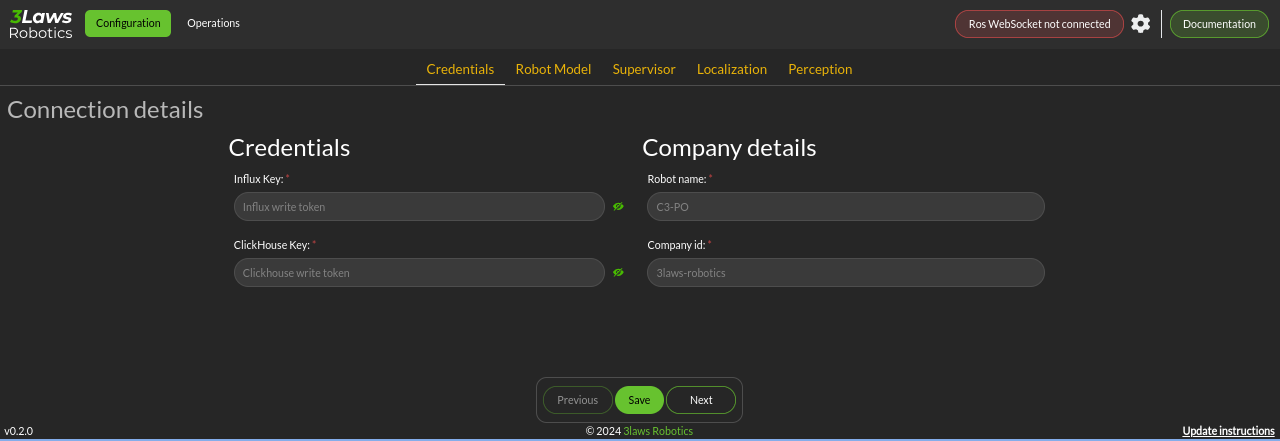 3Laws
Robotics
Configuration
Operations
Ros WebSocket not connected
Documentation
Credentials
Robot Model
Supervisor
Localization
Perception
Connection details
Credentials
Company details
Influx Key: *
Robot name: *
Influx write token
C3-PO
ClickHouse Key: *
Company id: *
Clickhouse write token
3laws-robotics
Previous
Save
Next
v0.2.0
© 2024 3laws Robotics
Update instructions